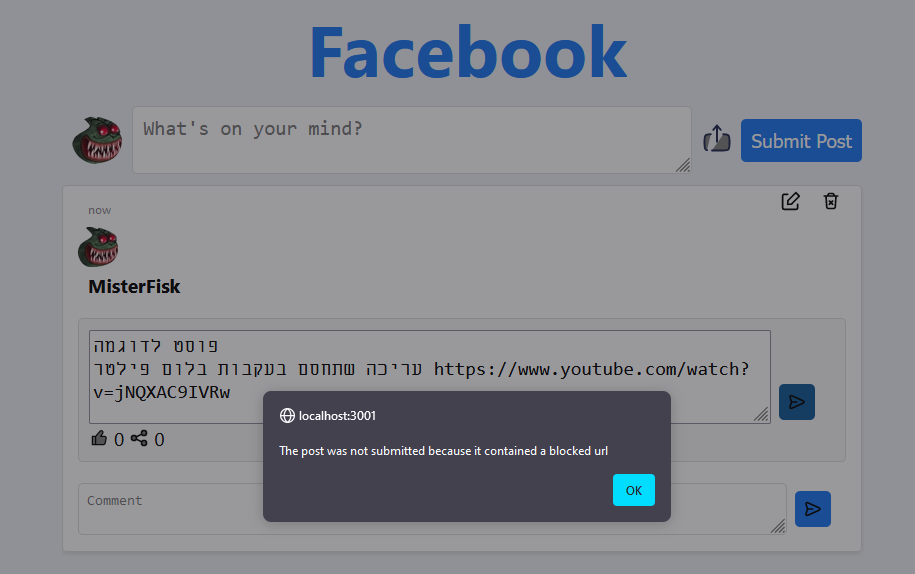 Facebook
What's on your mind?
Submit Post
now
MisterFisk
פוסט לדוגמה
עריכה שתחסם בעקבות בלום פילטר https://www.youtube.com/watch?
v=jNQXAC9IVRw
localhost:3001
The post was not submitted because it contained a blocked url
OK
0 0
Comment